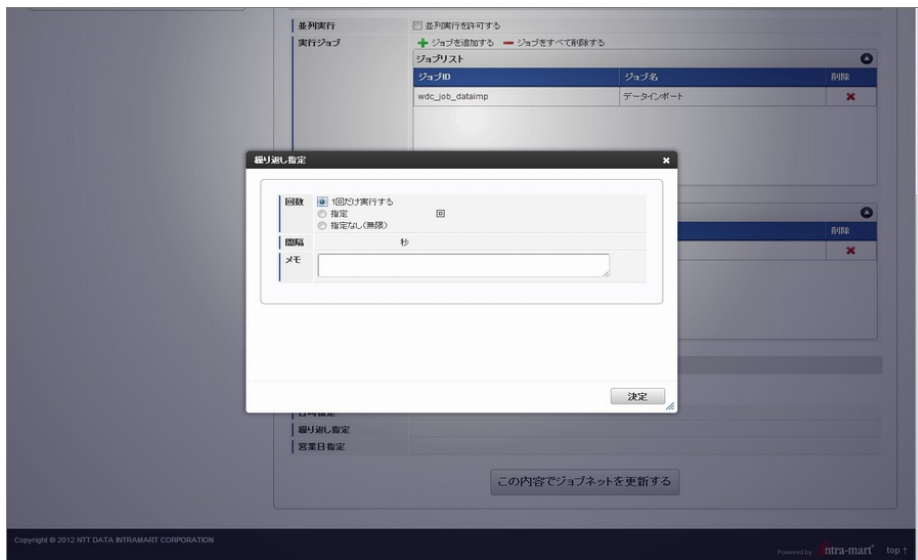 並列実行
並列実行を許可する
実行ジョブ
ジョブを追加する ジョブをすべて削除する
ジョブリスト
ジョブID ジョブ名 削除
wdc_job_dataimp データインポート
繰り返し指定
回数
1回だけ実行する
指定 回
指定なし(無限)
間隔 秒
メモ
削除
決定
繰り返し指定
営業日指定
この内容でジョブネットを更新する
Copyright © 2012 NTT DATA INTRAMART CORPORATION
Powered by intra-mart top